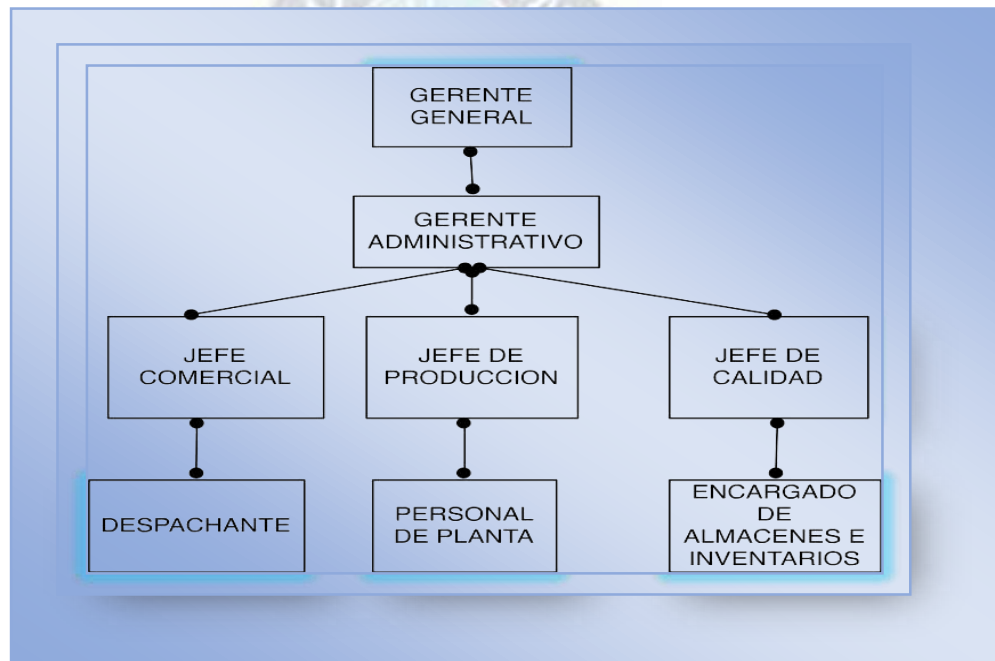 GERENTE
GENERAL
GERENTE
ADMINISTRATIVO
JEFE
COMERCIAL
JEFE DE
PRODUCCION
JEFE DE
CALIDAD
DESPACHANTE
PERSONAL
DE PLANTA
ENCARGADO
DE
ALMACENES E
INVENTARIOS